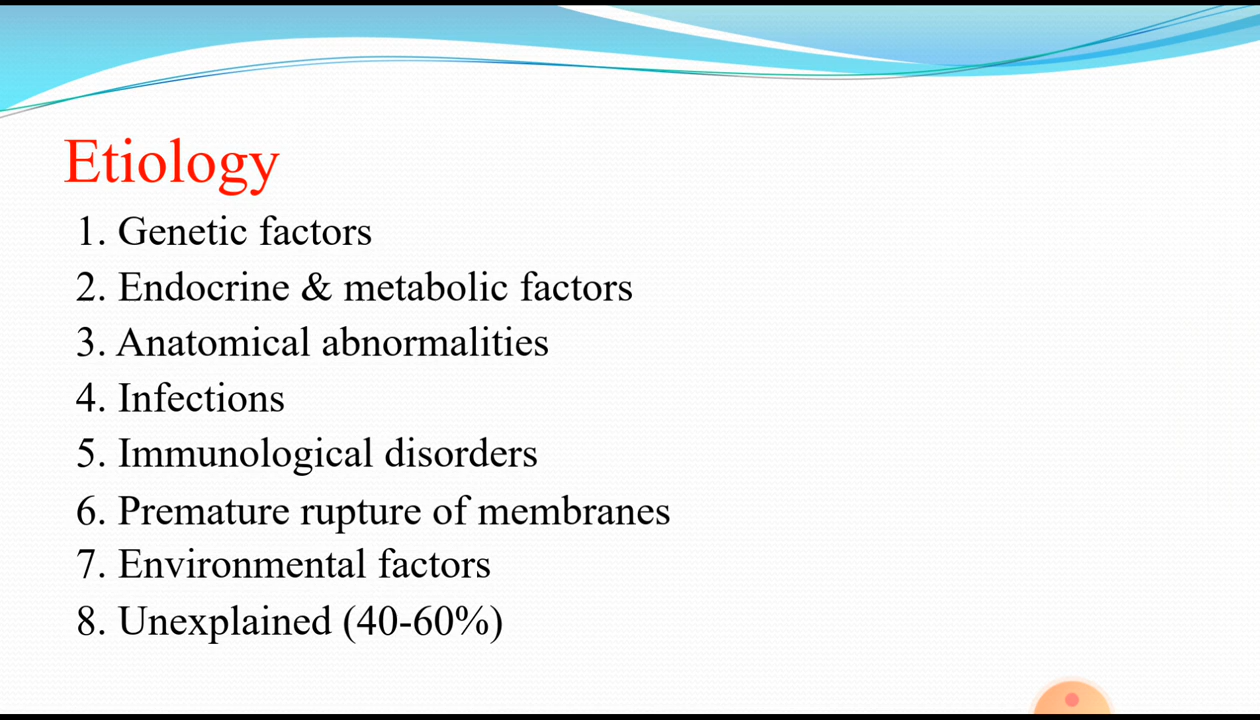 Etiology
1. Genetic factors
2. Endocrine & metabolic factors
3. Anatomical abnormalities
4. Infections
5. Immunological disorders
6. Premature rupture of membranes
7. Environmental factors
8. Unexplained (40-60%)